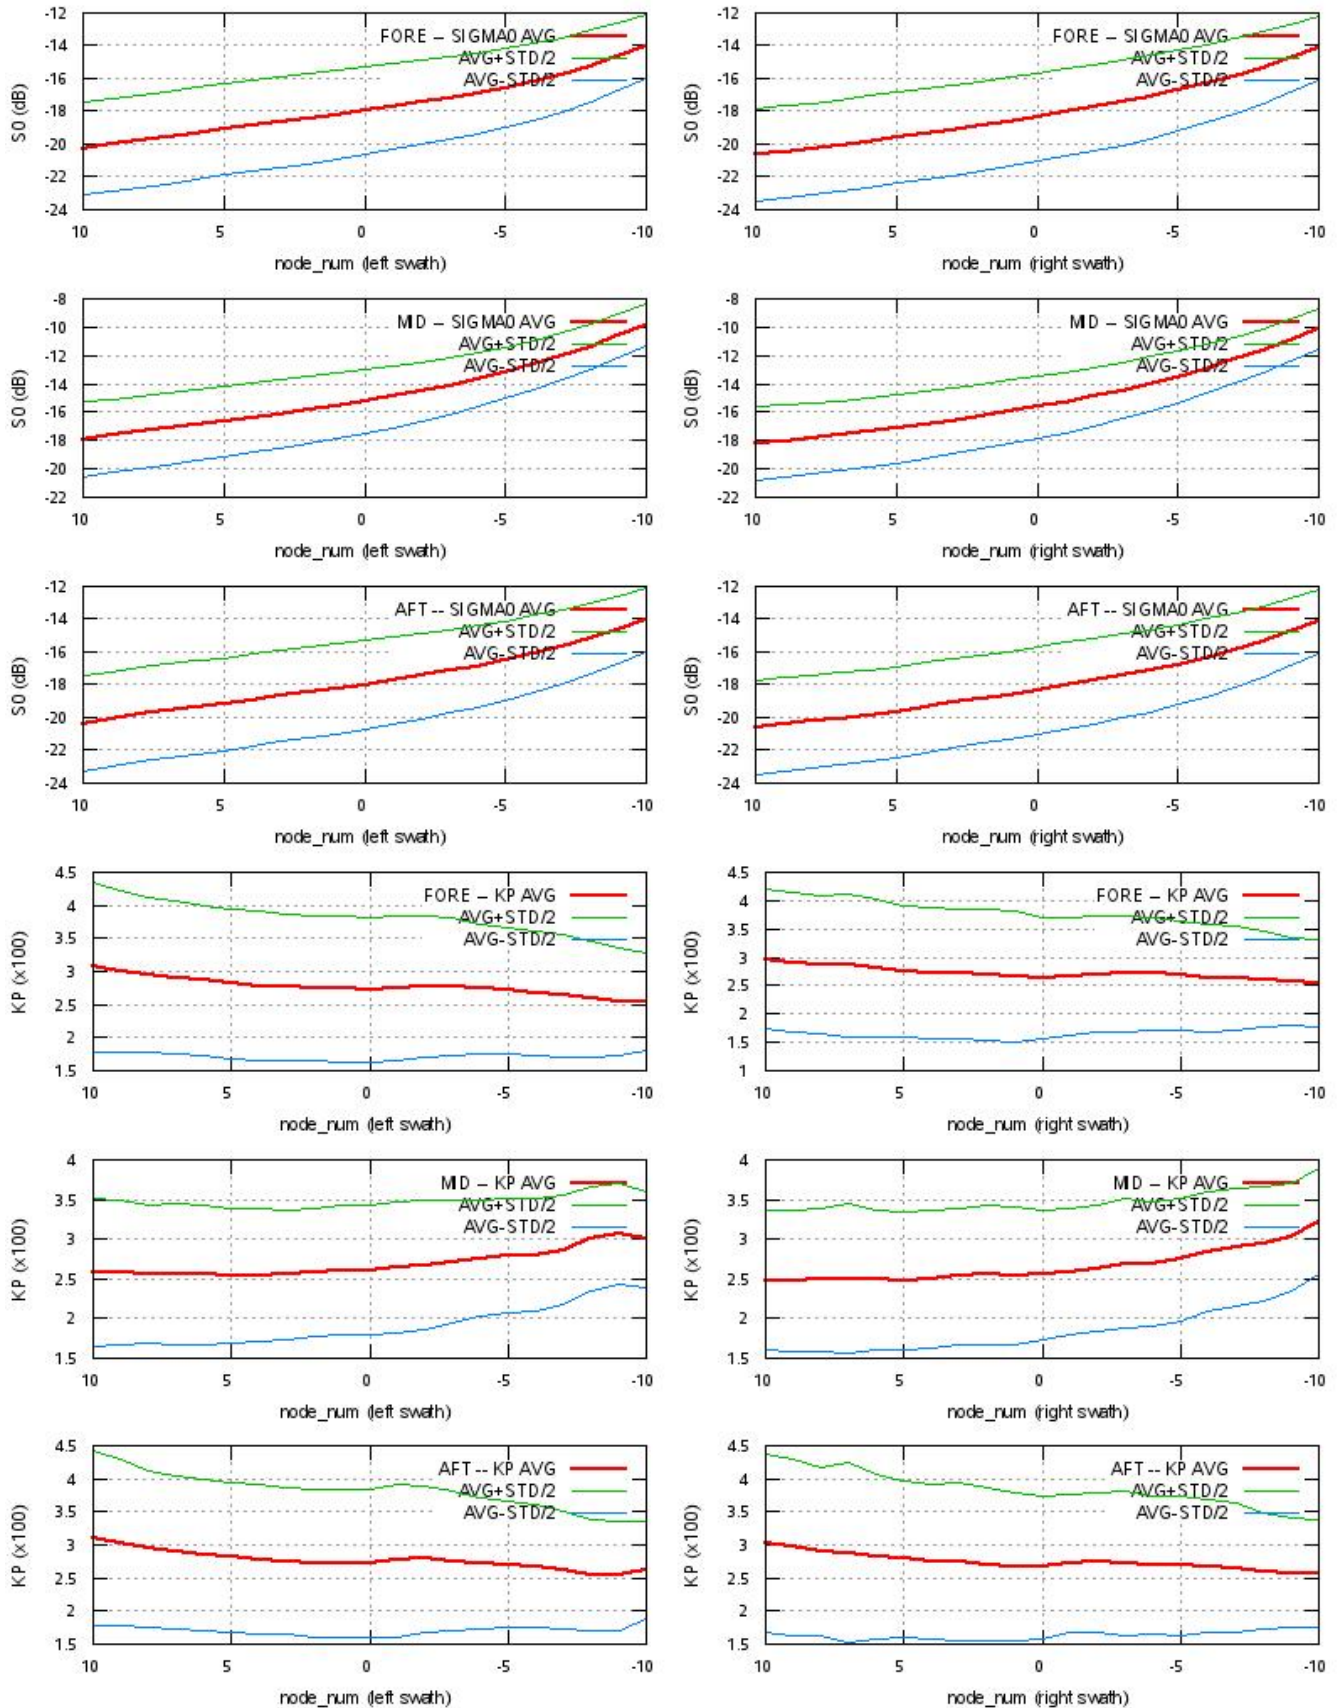 -12
-14
-16
-18
-20
-22
-24
S0 (dB)
FORE -- SIGMA0 AVG
AVG+STD/2
AVG-STD/2
10 5 0 -5 -10
node_num (left swath)
-12
-14
-16
-18
-20
-22
-24
S0 (dB)
FORE -- SIGMA0 AVG
AVG+STD/2
AVG-STD/2
10 5 0 -5 -10
node_num (right swath)
-8
-10
-12
-14
-16
-18
-20
-22
S0 (dB)
MID -- SIGMA0 AVG
AVG+STD/2
AVG-STD/2
10 5 0 -5 -10
node_num (left swath)
-8
-10
-12
-14
-16
-18
-20
-22
S0 (dB)
MID -- SIGMA0 AVG
AVG+STD/2
AVG-STD/2
10 5 0 -5 -10
node_num (right swath)
-12
-14
-16
-18
-20
-22
-24
S0 (dB)
AFT -- SIGMA0 AVG
AVG+STD/2
AVG-STD/2
10 5 0 -5 -10
node_num (left swath)
-12
-14
-16
-18
-20
-22
-24
S0 (dB)
AFT -- SIGMA0 AVG
AVG+STD/2
AVG-STD/2
10 5 0 -5 -10
node_num (right swath)
4.5
4
3.5
3
2.5
2
1.5
KP (x100)
FORE -- KP AVG
AVG+STD/2
AVG-STD/2
10 5 0 -5 -10
node_num (left swath)
4.5
4
3.5
3
2.5
2
1.5
1
KP (x100)
FORE -- KP AVG
AVG+STD/2
AVG-STD/2
10 5 0 -5 -10
node_num (right swath)
4
3.5
3
2.5
2
1.5
KP (x100)
MID -- KP AVG
AVG+STD/2
AVG-STD/2
10 5 0 -5 -10
node_num (left swath)
4
3.5
3
2.5
2
1.5
KP (x100)
MID -- KP AVG
AVG+STD/2
AVG-STD/2
10 5 0 -5 -10
node_num (right swath)
4.5
4
3.5
3
2.5
2
1.5
KP (x100)
AFT -- KP AVG
AVG+STD/2
AVG-STD/2
10 5 0 -5 -10
node_num (left swath)
4.5
4
3.5
3
2.5
2
1.5
KP (x100)
AFT -- KP AVG
AVG+STD/2
AVG-STD/2
10 5 0 -5 -10
node_num (right swath)